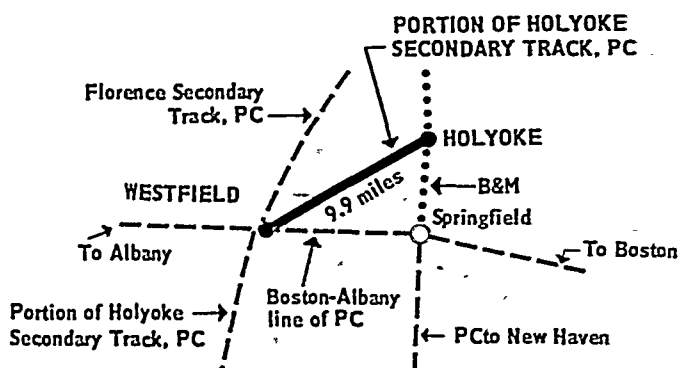 PORTION OF HOLYOKE
SECONDARY TRACK, PC
Florence Secondary
Track, PC
HOLYOKE
WESTFIELD
9.9 miles
B&M
Springfield
To Albany
To Boston
Portion of Holyoke
Secondary Track, PC
Boston-Albany
line of PC
PCto New Haven